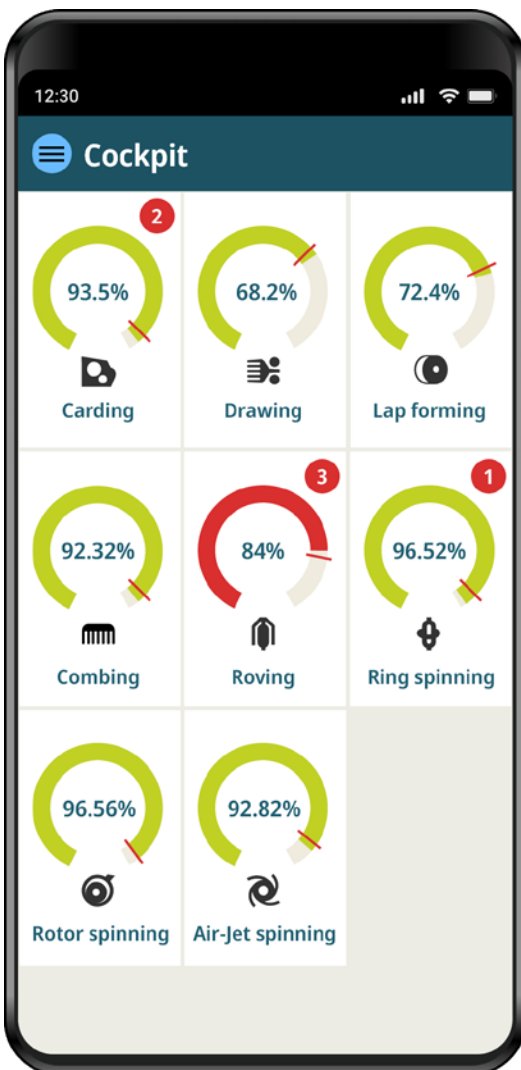 12:30
Cockpit
2
93.5%
68.2%
72.4%
Carding
Drawing
Lap forming
3
1
92.32%
84%
96.52%
Combing
Roving
Ring spinning
96.56%
92.82%
Rotor spinning
Air-Jet spinning